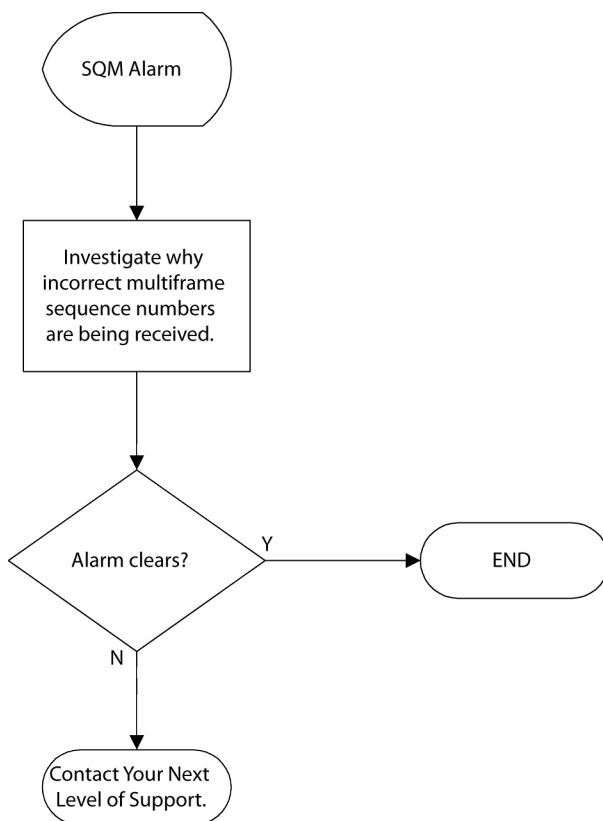 SQM Alarm
Investigate why
incorrect multiframe
sequence numbers
are being received.
Alarm clears?
Y
END
N
Contact Your Next
Level of Support.